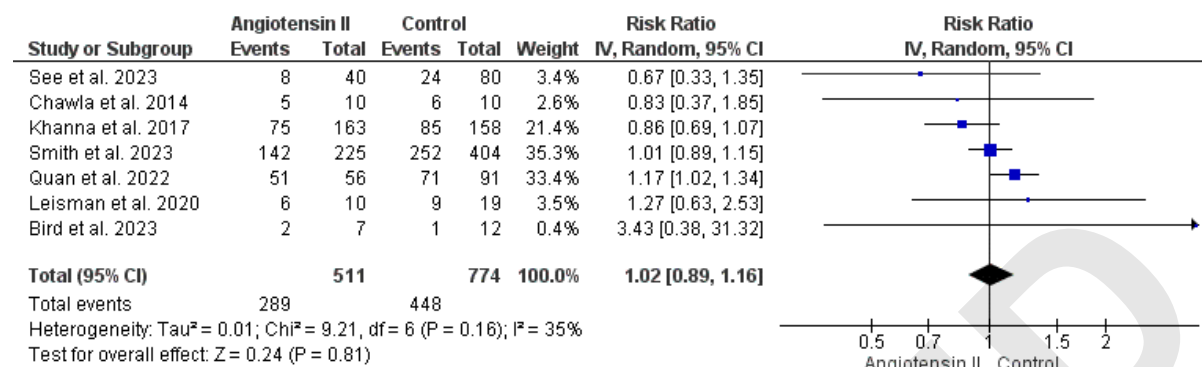 Angiotensin II Control Risk Ratio Risk Ratio
Study or Subgroup Events Total Events Total Weight IV, Random, 95% CI IV, Random, 95% CI
See et al. 2023 8 40 24 80 3.4% 0.67 [0.33, 1.35]
Chawla et al. 2014 5 10 6 10 2.6% 0.83 [0.37, 1.85]
Khanna et al. 2017 75 163 85 158 21.4% 0.86 [0.69, 1.07]
Smith et al. 2023 142 225 252 404 35.3% 1.01 [0.89, 1.15]
Quan et al. 2022 51 56 71 91 33.4% 1.17 [1.02, 1.34]
Leisman et al. 2020 6 10 9 19 3.5% 1.27 [0.63, 2.53]
Bird et al. 2023 2 7 1 12 0.4% 3.43 [0.38, 31.32]
Total (95% CI) 511 774 100.0% 1.02 [0.89, 1.16]
Total events 289 448
Heterogeneity: Tau² = 0.01; Chi² = 9.21, df = 6 (P = 0.16); I² = 35%
Test for overall effect: Z = 0.24 (P = 0.81)
0.5 0.7 1 1.5 2
Angiotensin II Control